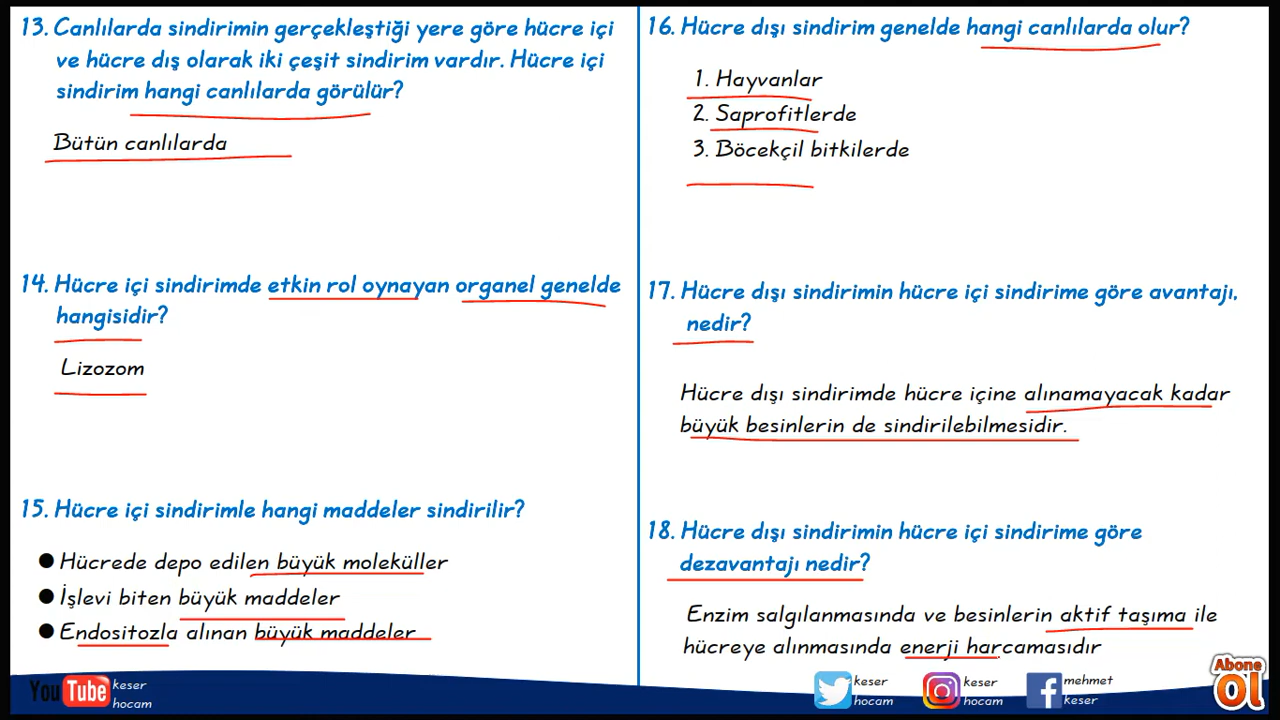 13. Canlılarda sindirimin gerçekleştiği yere göre hücre içi
ve hücre dış olarak iki çeşit sindirim vardır. Hücre içi
sindirim hangi canlılarda görülür?
Bütün canlılarda
14. Hücre içi sindirimde etkin rol oynayan organel genelde
hangisidir?
Lizozom
15. Hücre içi sindirimle hangi maddeler sindirilir?
● Hücrede depo edilen büyük moleküller
● İşlevi biten büyük maddeler
● Endositozla alınan büyük maddeler
16. Hücre dışı sindirim genelde hangi canlılarda olur?
1. Hayvanlar
2. Saprofitlerde
3. Böcekçil bitkilerde
17. Hücre dışı sindirimin hücre içi sindirime göre avantajı,
nedir?
Hücre dışı sindirimde hücre içine alınamayacak kadar
büyük besinlerin de sindirilebilmesidir.
18. Hücre dışı sindirimin hücre içi sindirime göre
dezavantajı nedir?
Enzim salgılanmasında ve besinlerin aktif taşıma ile
hücreye alınmasında enerji harcamasıdır
YouTube keser
hocam
keser
hocam
keser
hocam
mehmet
keser
Abone
ol